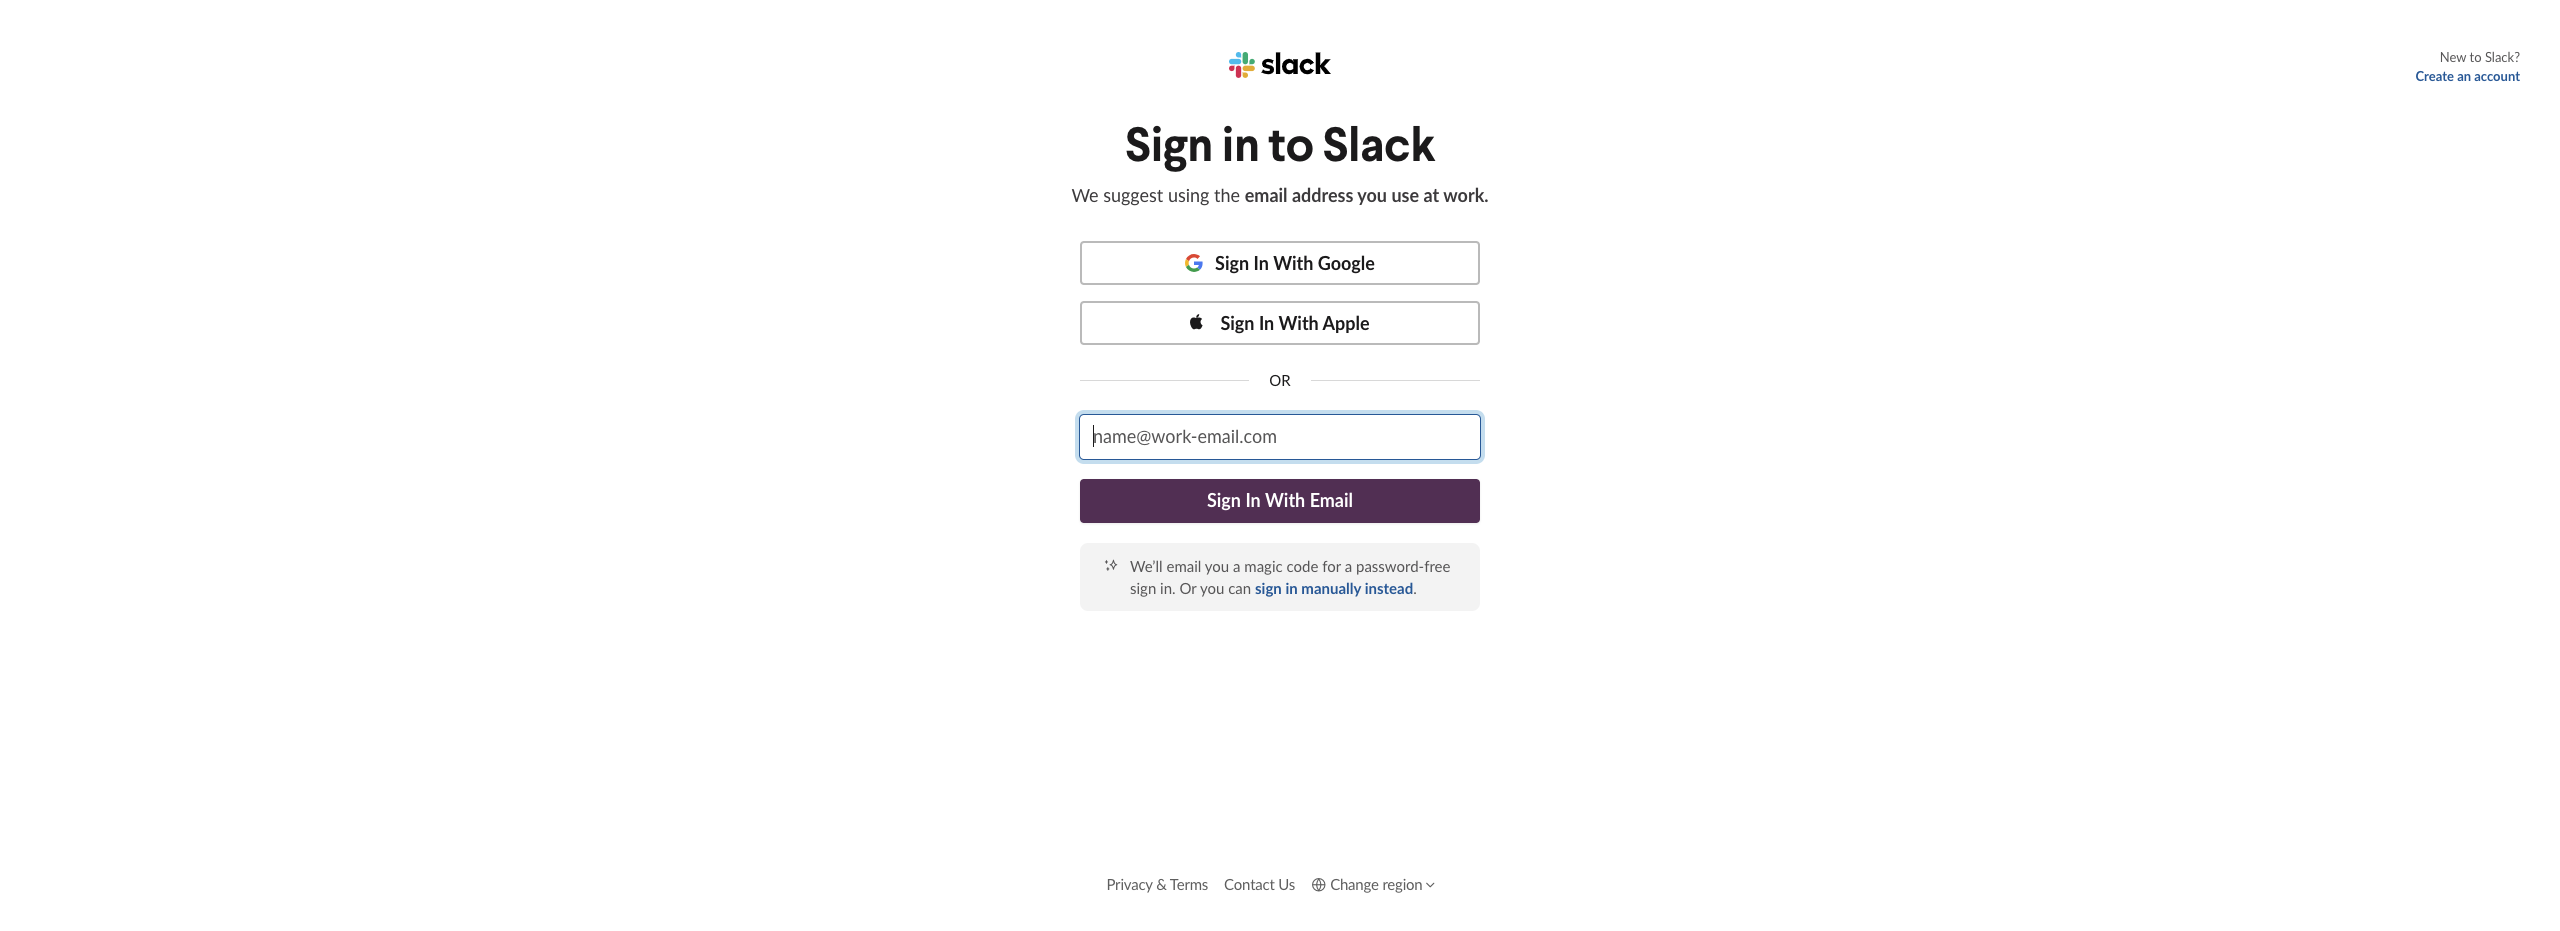 slack
New to Slack?
Create an account
Sign in to Slack
We suggest using the email address you use at work.
Sign In With Google
Sign In With Apple
OR
name@work-email.com
Sign In With Email
We’ll email you a magic code for a password-free
sign in. Or you can sign in manually instead.
Privacy & Terms Contact Us Change region